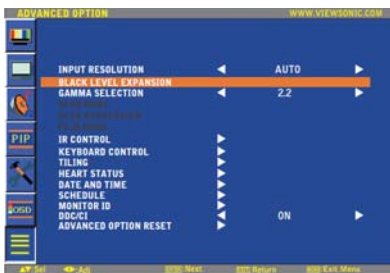 ADVANCED OPTION WWW.VIEWSONIC.COM
INPUT RESOLUTION AUTO
BLACK LEVEL EXPANSION
GAMMA SELECTION 2.2
IR CONTROL
KEYBOARD CONTROL
TILING
HEART STATUS
DATE AND TIME
SCHEDULE
MONITOR ID
DDC/CI ON
ADVANCED OPTION RESET
PIP
OSD
Sel Adj Next Return Exit Menu